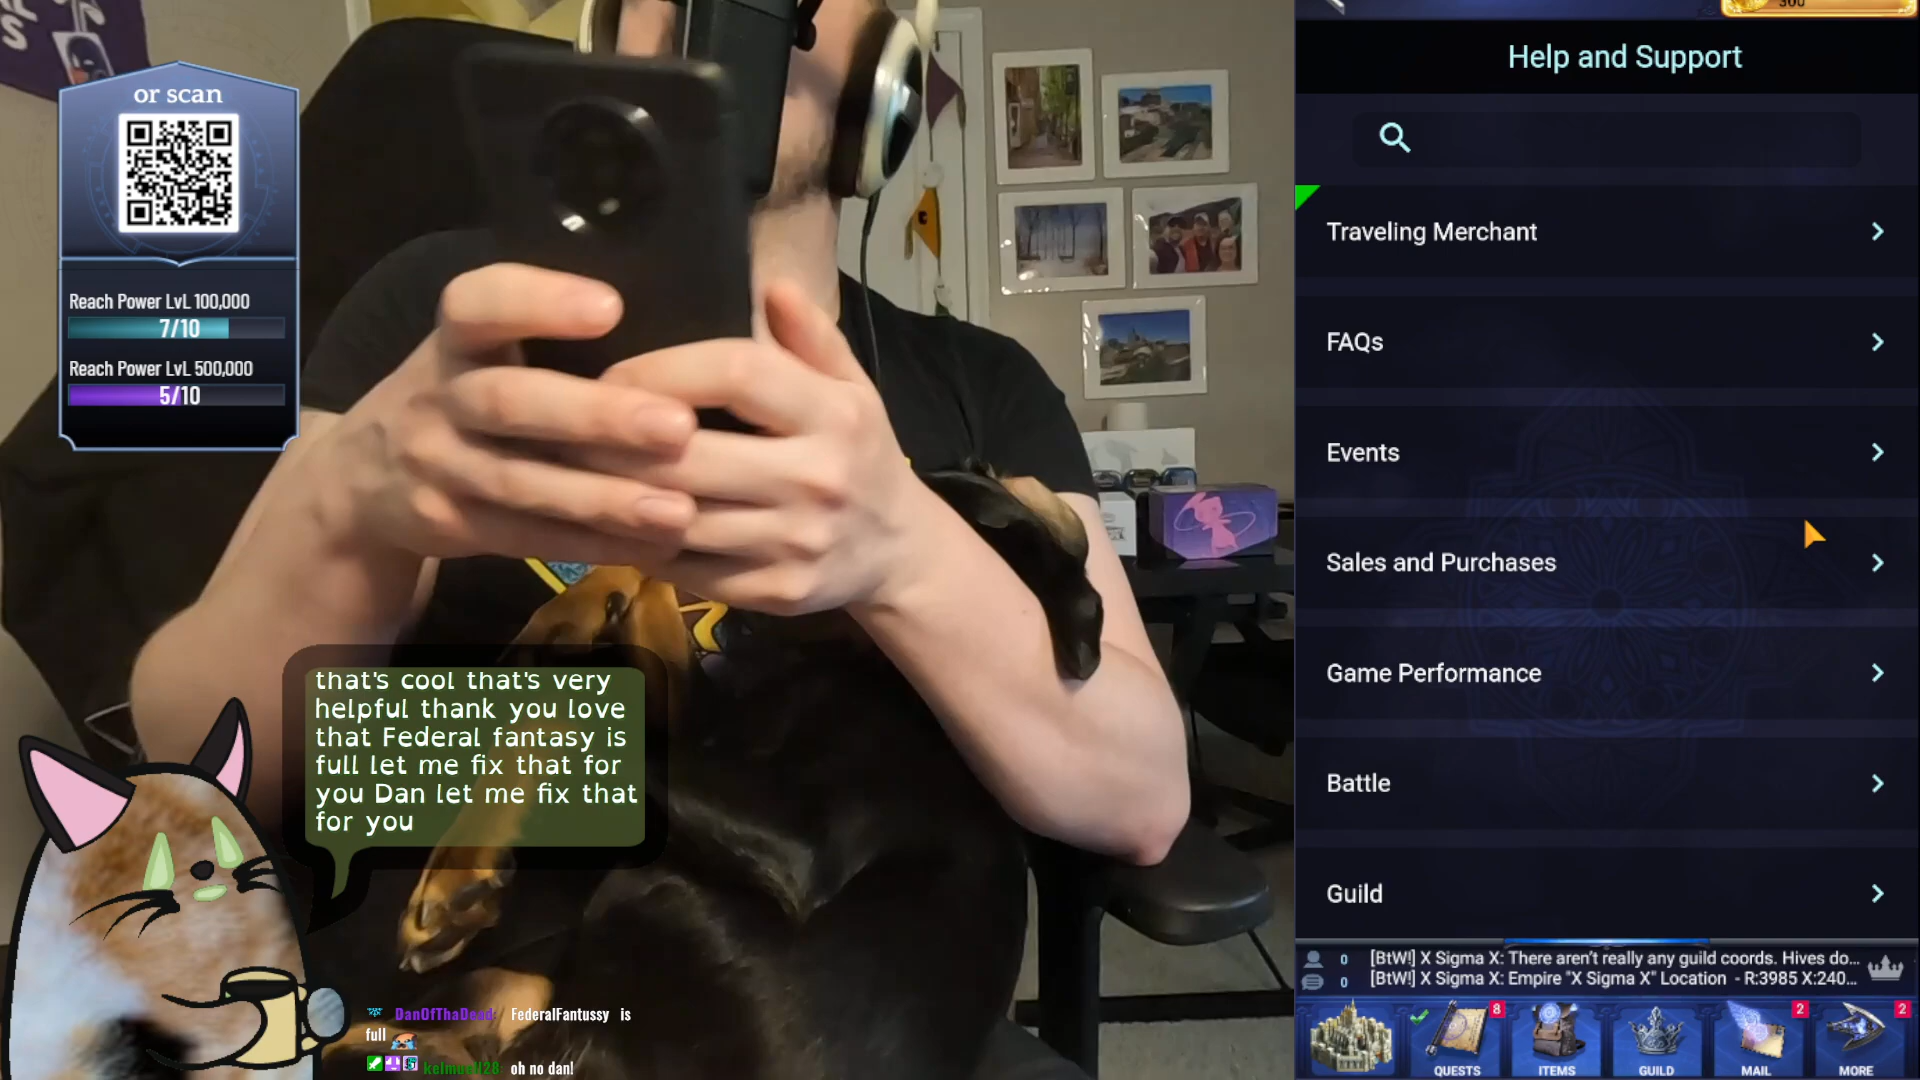 or scan
Reach Power LvL 100,000
7/10
Reach Power LvL 500,000
5/10
that's cool that's very
helpful thank you love
that Federal fantasy is
full let me fix that for
you Dan let me fix that
for you
DanOfThaDead: FederalFantussy is
full
kelmuell28: oh no dan!
300
Help and Support
Traveling Merchant
FAQs
Events
Sales and Purchases
Game Performance
Battle
Guild
0 [BtW!] X Sigma X: There aren't really any guild coords. Hives do...
0 [BtW!] X Sigma X: Empire "X Sigma X" Location - R:3985 X:240...
8
2
2
QUESTS
ITEMS
GUILD
MAIL
MORE